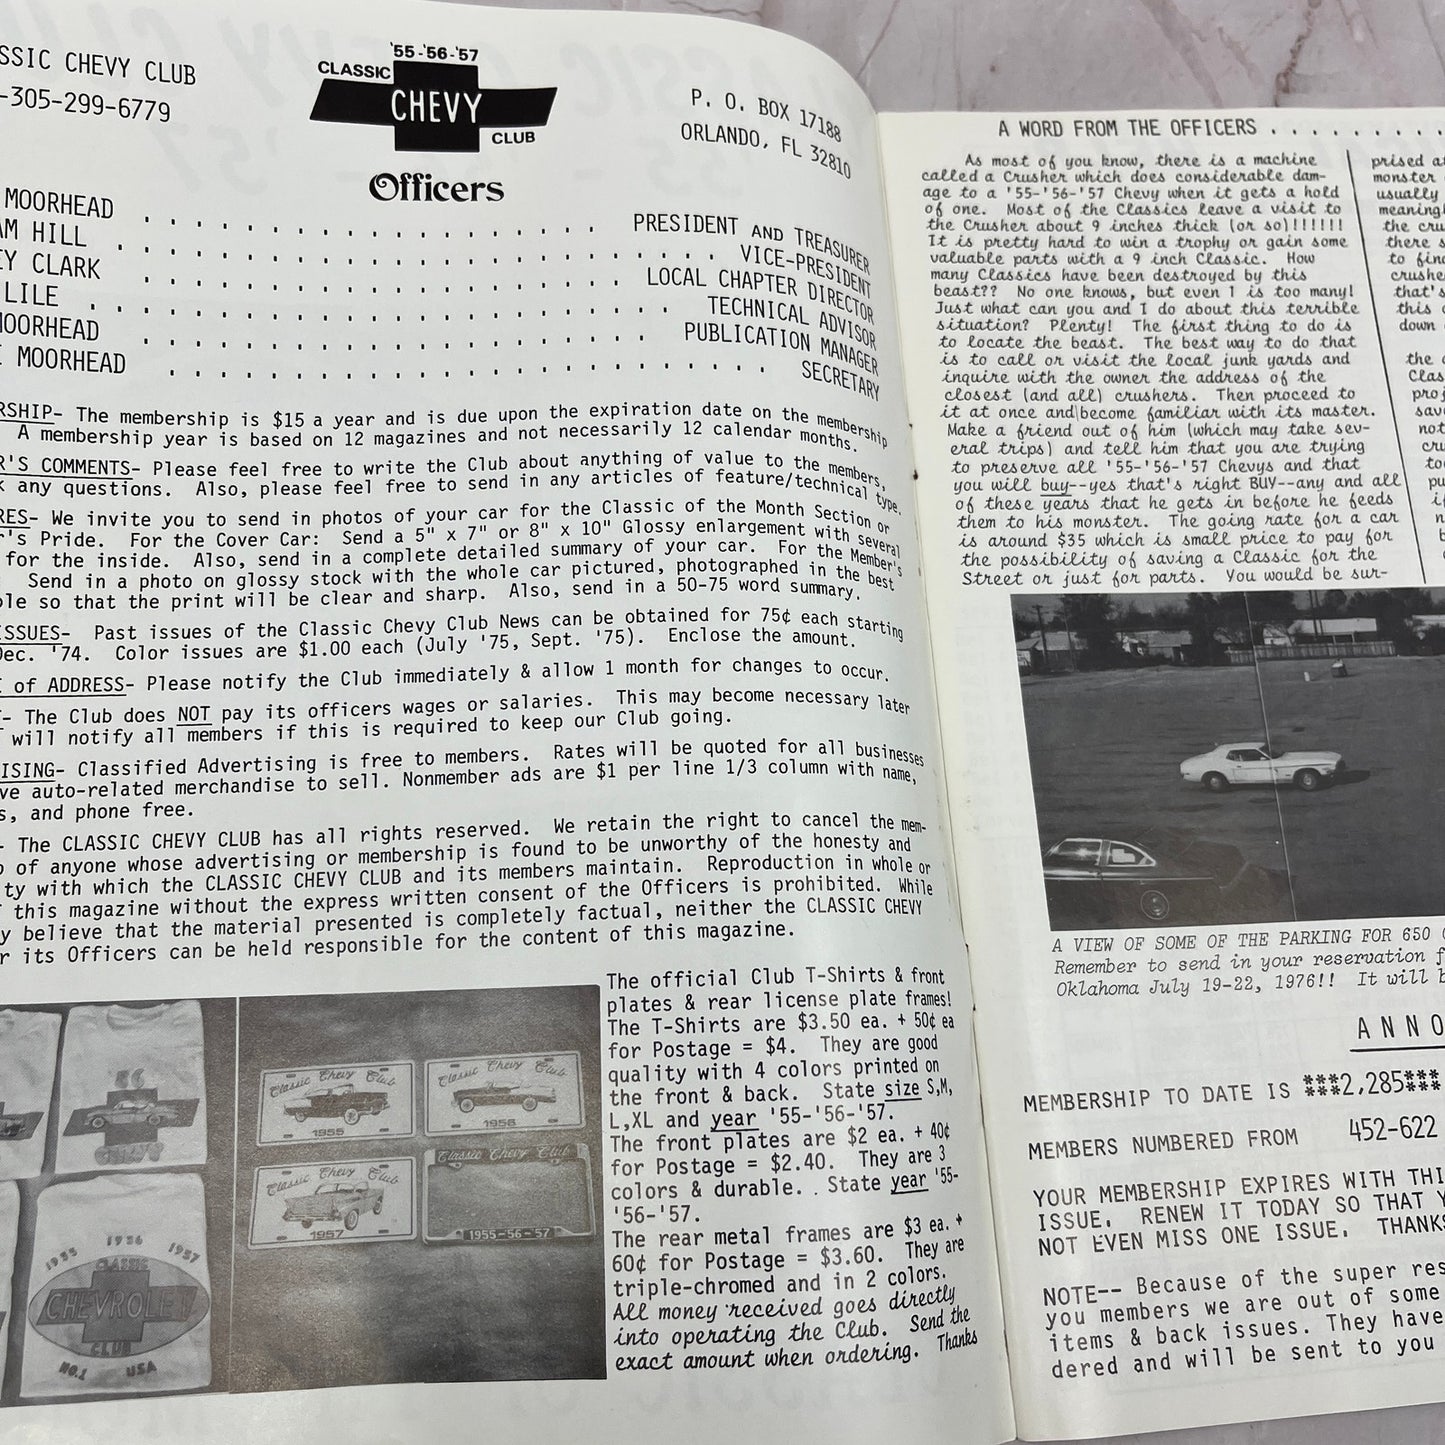 CHEVY CLUB
-305-299-6779
'55-'56-'57
CLASSIC
CHEVY
CLUB
P. O. BOX 17188
ORLANDO, FL 32810
Officers
MOORHEAD . . . . . . . . . . . . . . . . PRESIDENT AND TREASURER
HILL . . . . . . . . . . . . . . . . . . . . VICE-PRESIDENT
CLARK . . . . . . . . . . . . . . . . LOCAL CHAPTER DIRECTOR
LILE . . . . . . . . . . . . . . . . . . . TECHNICAL ADVISOR
MOORHEAD . . . . . . . . . . . . . . . . PUBLICATION MANAGER
MOORHEAD . . . . . . . . . . . . . . . . . . . SECRETARY
RSHIP- The membership is $15 a year and is due upon the expiration date on the membership
A membership year is based on 12 magazines and not necessarily 12 calendar months.
R'S COMMENTS- Please feel free to write the Club about anything of value to the members,
any questions. Also, please feel free to send in any articles of feature/technical type.
RES- We invite you to send in photos of your car for the Classic of the Month Section or
r's Pride. For the Cover Car: Send a 5" x 7" or 8" x 10" Glossy enlargement with several
for the inside. Also, send in a complete detailed summary of your car. For the Member's
Send in a photo on glossy stock with the whole car pictured, photographed in the best
ble so that the print will be clear and sharp. Also, send in a 50-75 word summary.
ISSUES- Past issues of the Classic Chevy Club News can be obtained for 75¢ each starting
Dec. '74. Color issues are $1.00 each (July '75, Sept. '75). Enclose the amount.
of ADDRESS- Please notify the Club immediately & allow 1 month for changes to occur.
- The Club does NOT pay its officers wages or salaries. This may become necessary later
will notify all members if this is required to keep our Club going.
ISING- Classified Advertising is free to members. Rates will be quoted for all businesses
ve auto-related merchandise to sell. Nonmember ads are $1 per line 1/3 column with name,
s, and phone free.
- The CLASSIC CHEVY CLUB has all rights reserved. We retain the right to cancel the mem-
p of anyone whose advertising or membership is found to be unworthy of the honesty and
ity with which the CLASSIC CHEVY CLUB and its members maintain. Reproduction in whole or
f this magazine without the express written consent of the Officers is prohibited. While
y believe that the material presented is completely factual, neither the CLASSIC CHEVY
r its Officers can be held responsible for the content of this magazine.
56
CHEVY'S
1955 1956 1957
CLASSIC
CHEVROLET
CLUB
NO.1 USA
Classic Chevy Club
1955
Classic Chevy Club
1956
Classic Chevy Club
1957
Classic Chevy Club
1955-56-57
The official Club T-Shirts & front
plates & rear license plate frames!
The T-Shirts are $3.50 ea. + 50¢ ea
for Postage = $4. They are good
quality with 4 colors printed on
the front & back. State size S,M,
L,XL and year '55-'56-'57.
The front plates are $2 ea. + 40¢
for Postage = $2.40. They are 3
colors & durable. State year '55-
'56-'57.
The rear metal frames are $3 ea. +
60¢ for Postage = $3.60. They are
triple-chromed and in 2 colors.
All money received goes directly
into operating the Club. Send the
exact amount when ordering. Thanks
A WORD FROM THE OFFICERS . . . . . . . . .
As most of you know, there is a machine
called a Crusher which does considerable dam-
age to a '55-'56-'57 Chevy when it gets a hold
of one. Most of the Classics leave a visit to
the Crusher about 9 inches thick (or so)!!!!!!!
It is pretty hard to win a trophy or gain some
valuable parts with a 9 inch Classic. How
many Classics have been destroyed by this
beast?? No one knows, but even 1 is too many!
Just what can you and I do about this terrible
situation? Plenty! The first thing to do is
to locate the beast. The best way to do that
is to call or visit the local junk yards and
inquire with the owner the address of the
closest (and all) crushers. Then proceed to
it at once and become familiar with its master.
Make a friend out of him (which may take sev-
eral trips) and tell him that you are trying
to preserve all '55-'56-'57 Chevys and that
you will buy--yes that's right BUY--any and all
of these years that he gets in before he feeds
them to his monster. The going rate for a car
is around $35 which is small price to pay for
the possibility of saving a Classic for the
Street or just for parts. You would be sur-
prised at
monster
usually
meaning
the cru
there s
to fin
crushe
that's
this
down
the
Clas
proj
sav
not
cru
to
pu
A VIEW OF SOME OF THE PARKING FOR 650
Remember to send in your reservation f
Oklahoma July 19-22, 1976!! It will b
ANNO
MEMBERSHIP TO DATE IS ***2,285***
MEMBERS NUMBERED FROM 452-622
YOUR MEMBERSHIP EXPIRES WITH THI
ISSUE. RENEW IT TODAY SO THAT Y
NOT EVEN MISS ONE ISSUE. THANKS
NOTE-- Because of the super res
you members we are out of some
items & back issues. They have
dered and will be sent to you